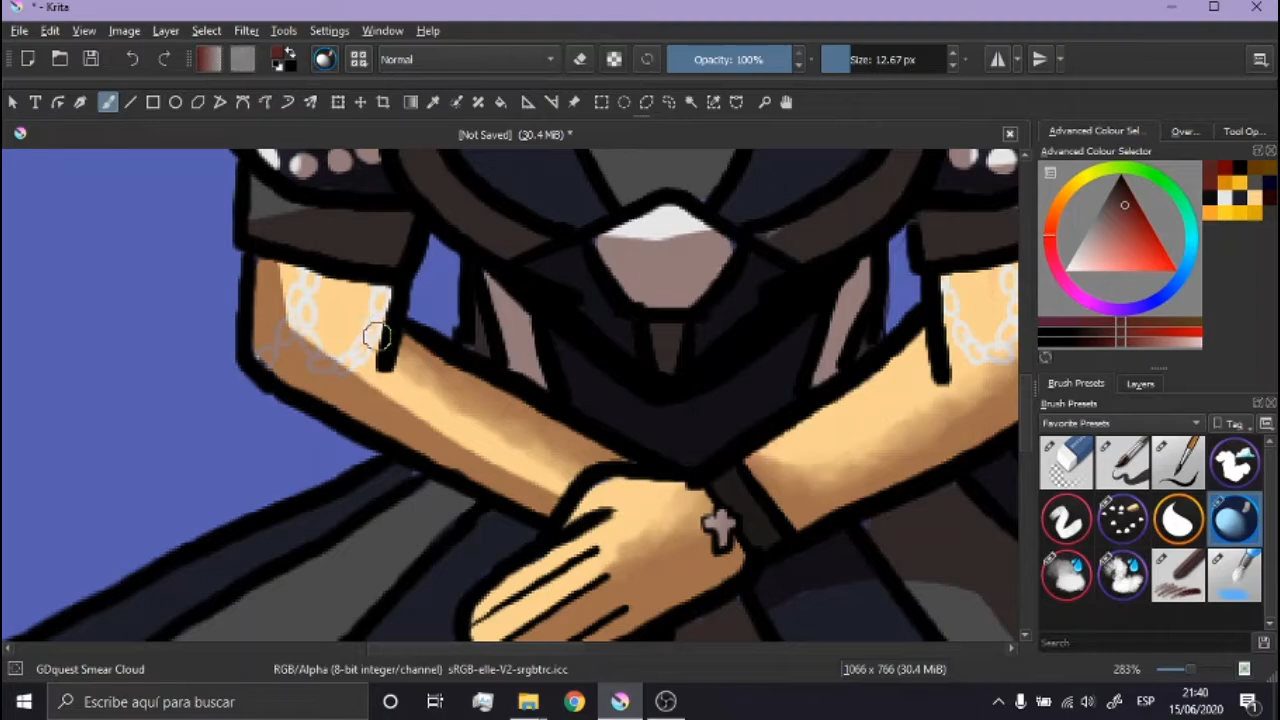 * - Krita
File Edit View Image Layer Select Filter Tools Settings Window Help
Normal Opacity: 100% Size: 12.67 px
[Not Saved] (30.4 MiB) *
Advanced Colour Sel... Over... Tool Op...
Advanced Colour Selector
Brush Presets Layers
Brush Presets
Favorite Presets Tag
Search
GDquest Smear Cloud RGB/Alpha (8-bit integer/channel) sRGB-elle-V2-srgbtrc.icc 1066 x 766 (30.4 MiB) 283%
Escribe aquí para buscar ESP 21:40
15/06/2020